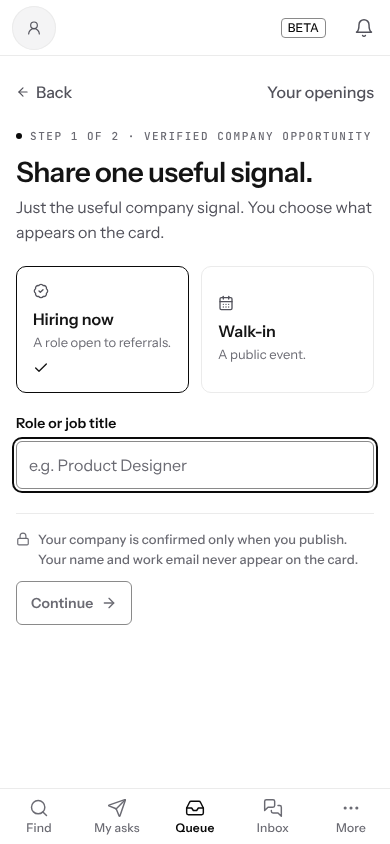 BETA
Back
Your openings
STEP 1 OF 2 · VERIFIED COMPANY OPPORTUNITY
Share one useful signal.
Just the useful company signal. You choose what
appears on the card.
Hiring now
A role open to referrals.
Walk-in
A public event.
Role or job title
e.g. Product Designer
Your company is confirmed only when you publish.
Your name and work email never appear on the card.
Continue
Find
My asks
Queue
Inbox
More